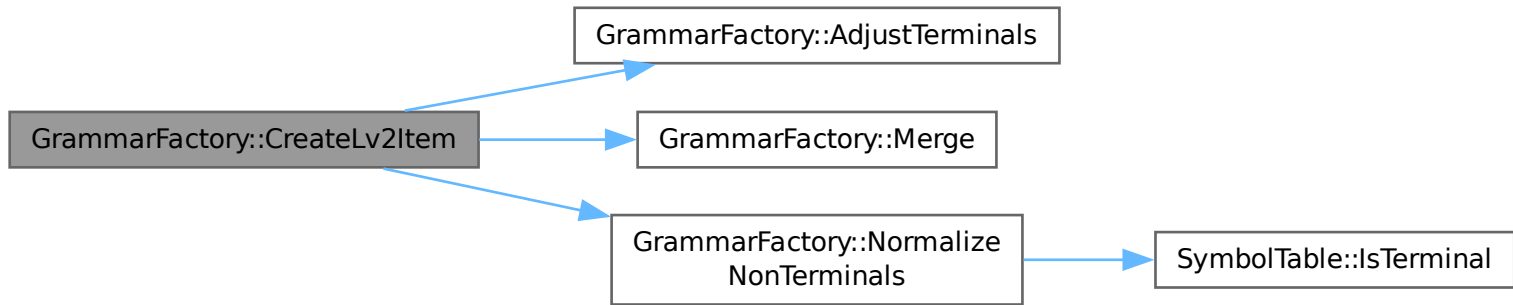 GrammarFactory::AdjustTerminals
GrammarFactory::CreateLv2Item
GrammarFactory::Merge
GrammarFactory::Normalize
NonTerminals
SymbolTable::IsTerminal